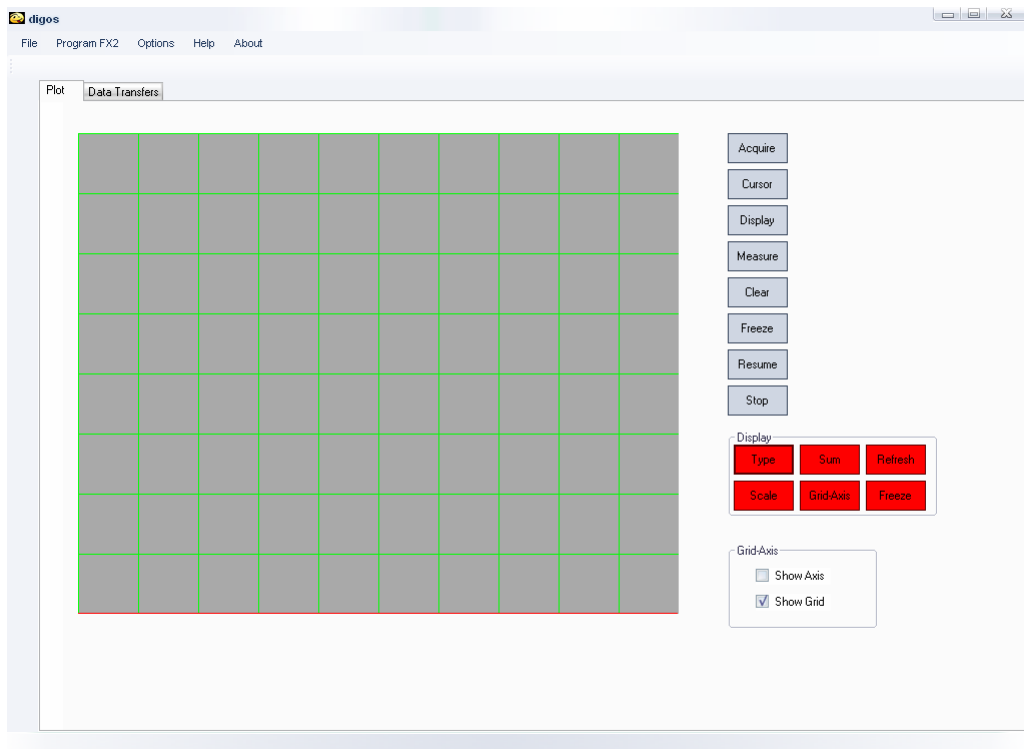 digos
File Program FX2 Options Help About
Plot Data Transfers
Acquire
Cursor
Display
Measure
Clear
Freeze
Resume
Stop
Display
Type Sum Refresh
Scale Grid-Axis Freeze
Grid-Axis
Show Axis
Show Grid